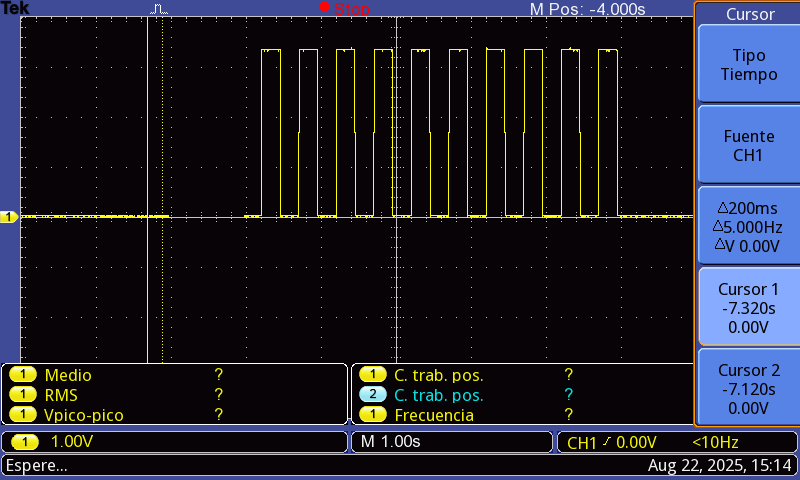 Tek
Stop
M Pos: -4.000s
Cursor
Tipo
Tiempo
Fuente
CH1
△200ms
△5.000Hz
△V 0.00V
Cursor 1
-7.320s
0.00V
Cursor 2
-7.120s
0.00V
1
1 Medio ?
1 RMS ?
1 Vpico-pico ?
1 C. trab. pos. ?
2 C. trab. pos. ?
1 Frecuencia ?
1 1.00V
M 1.00s
CH1 0.00V <10Hz
Espere...
Aug 22, 2025, 15:14